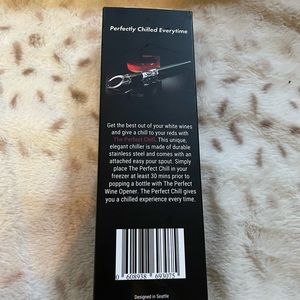 Perfectly Chilled Everytime
Get the best out of your white wines
and give a chill to your reds with
The Perfect Chill. This unique,
elegant chiller is made of durable
stainless steel and comes with an
attached easy pour spout. Simply
place The Perfect Chill in your
freezer at least 30 mins prior to
popping a bottle with The Perfect
Wine Opener. The Perfect Chill gives
you a chilled experience every time.
0 608938 693075
Designed in Seattle